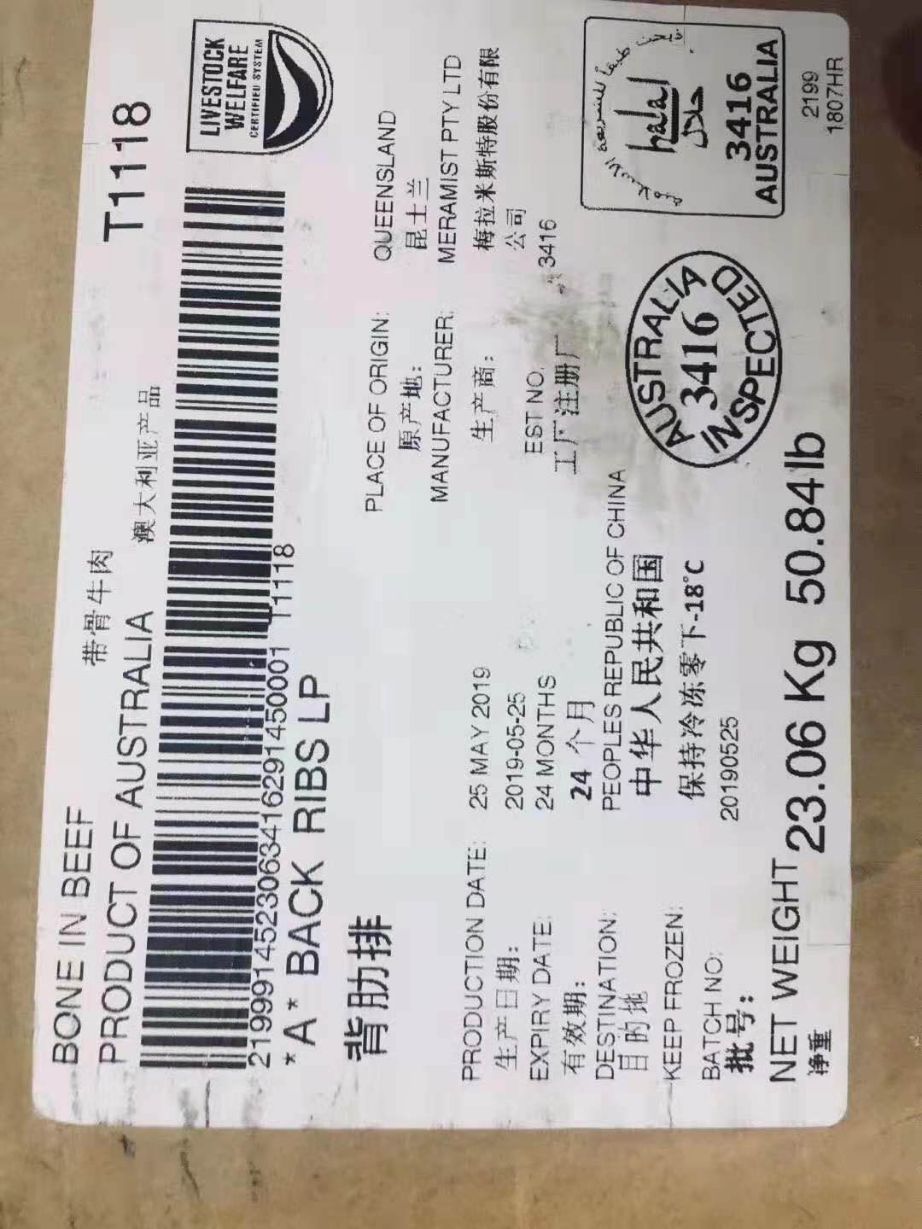 BONE IN BEEF
带骨牛肉
T1118
PRODUCT OF AUSTRALIA
澳大利亚产品
LIVESTOCK
WELFARE
CERTIFIED SYSTEM
T1118
*A* BACK RIBS LP
背肋排
PLACE OF ORIGIN: QUEENSLAND
原产地: 昆士兰
MANUFACTURER: MERAMIST PTY LTD
生产商: 梅拉米斯特股份有限
公司
EST NO. 3416
工厂注册厂
PRODUCTION DATE: 25 MAY 2019
生产日期: 2019-05-25
EXPIRY DATE: 24 MONTHS
有效期: 24 个月
DESTINATION: PEOPLES REPUBLIC OF CHINA
目的地 中华人民共和国
KEEP FROZEN: 保持冷冻零下-18°C
BATCH NO: 20190525
批号:
NET WEIGHT 23.06 Kg 50.84lb
净重
halal
حلال
3416
AUSTRALIA
2199
1807HR
AUSTRALIA
3416
INSPECTED